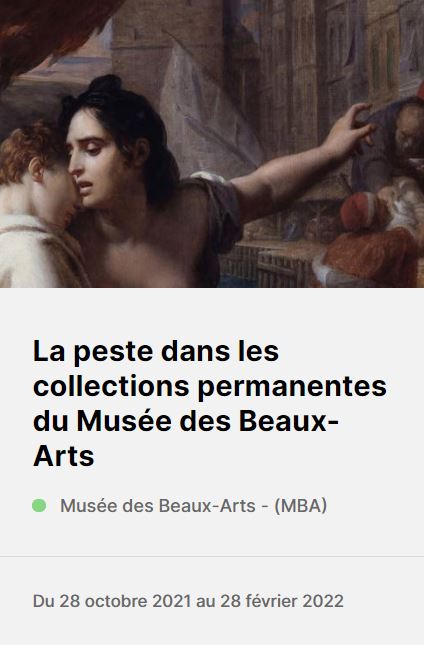 La peste dans les
collections permanentes
du Musée des Beaux-
Arts
Musée des Beaux-Arts - (MBA)
Du 28 octobre 2021 au 28 février 2022